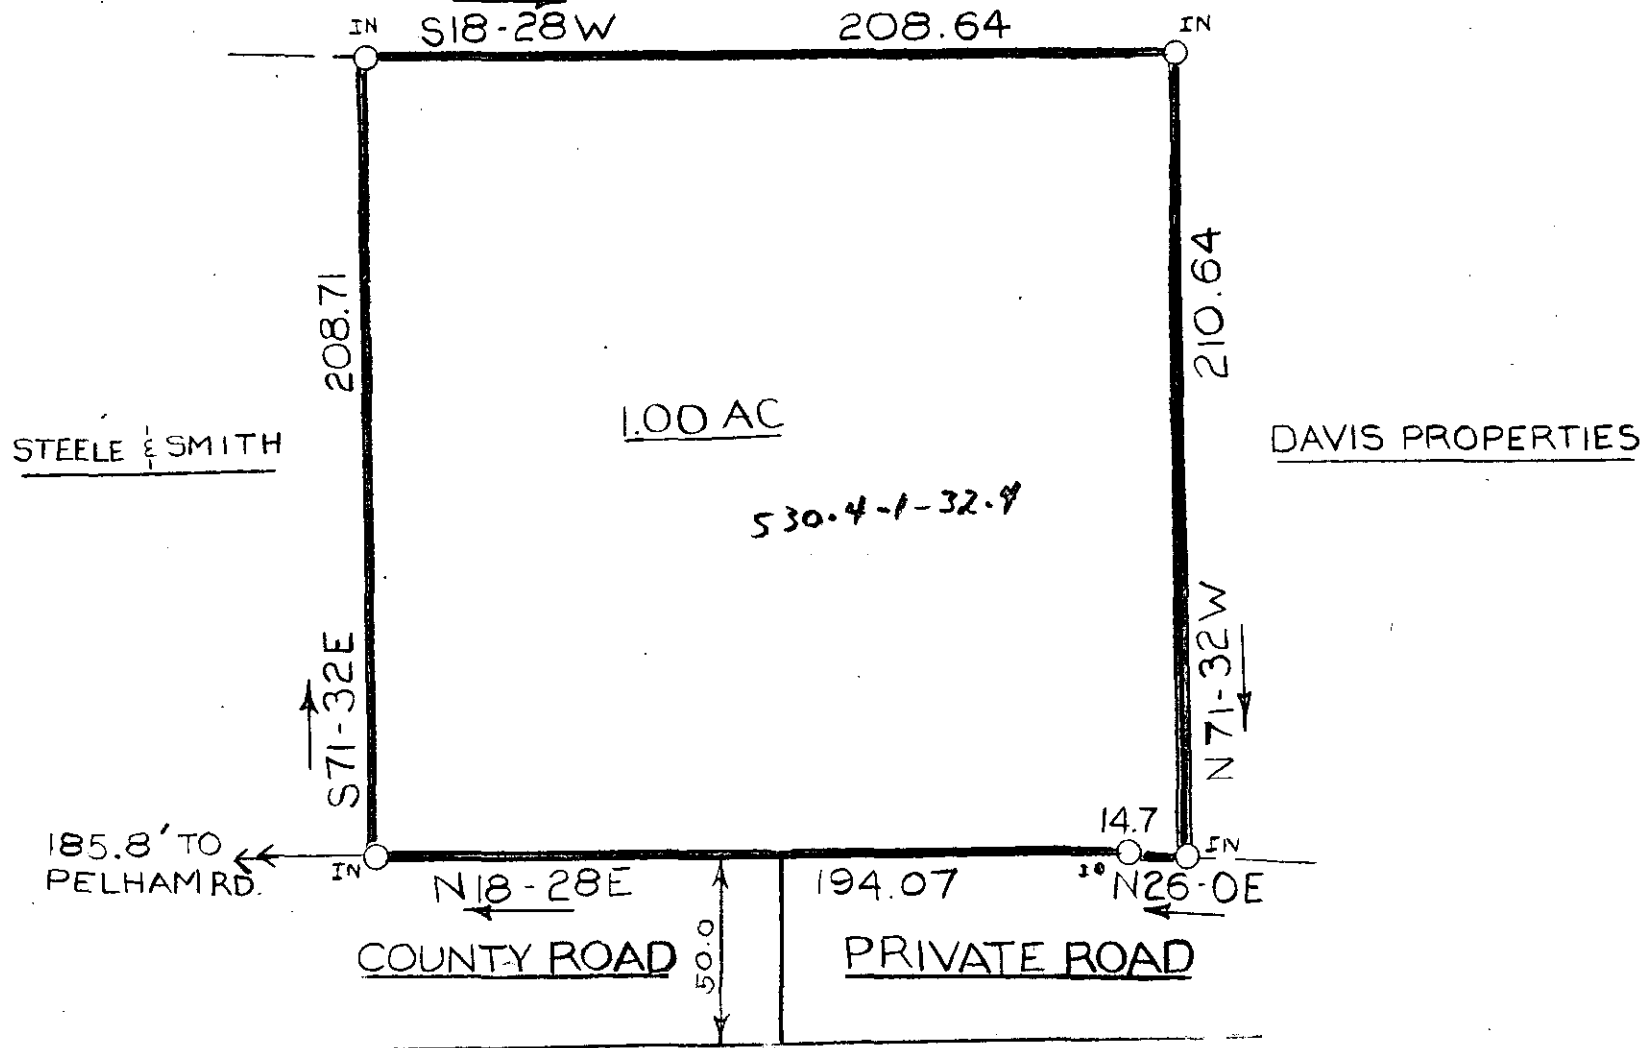 IN S18-28W 208.64 IN
208.71
210.64
1.00 AC
STEELE & SMITH
DAVIS PROPERTIES
530.4-1-32.4
S71-32E
N71-32W
14.7
185.8' TO
PELHAM RD.
IN
IN
N18-28E 194.07 N26-0E
COUNTY ROAD
50.0
PRIVATE ROAD